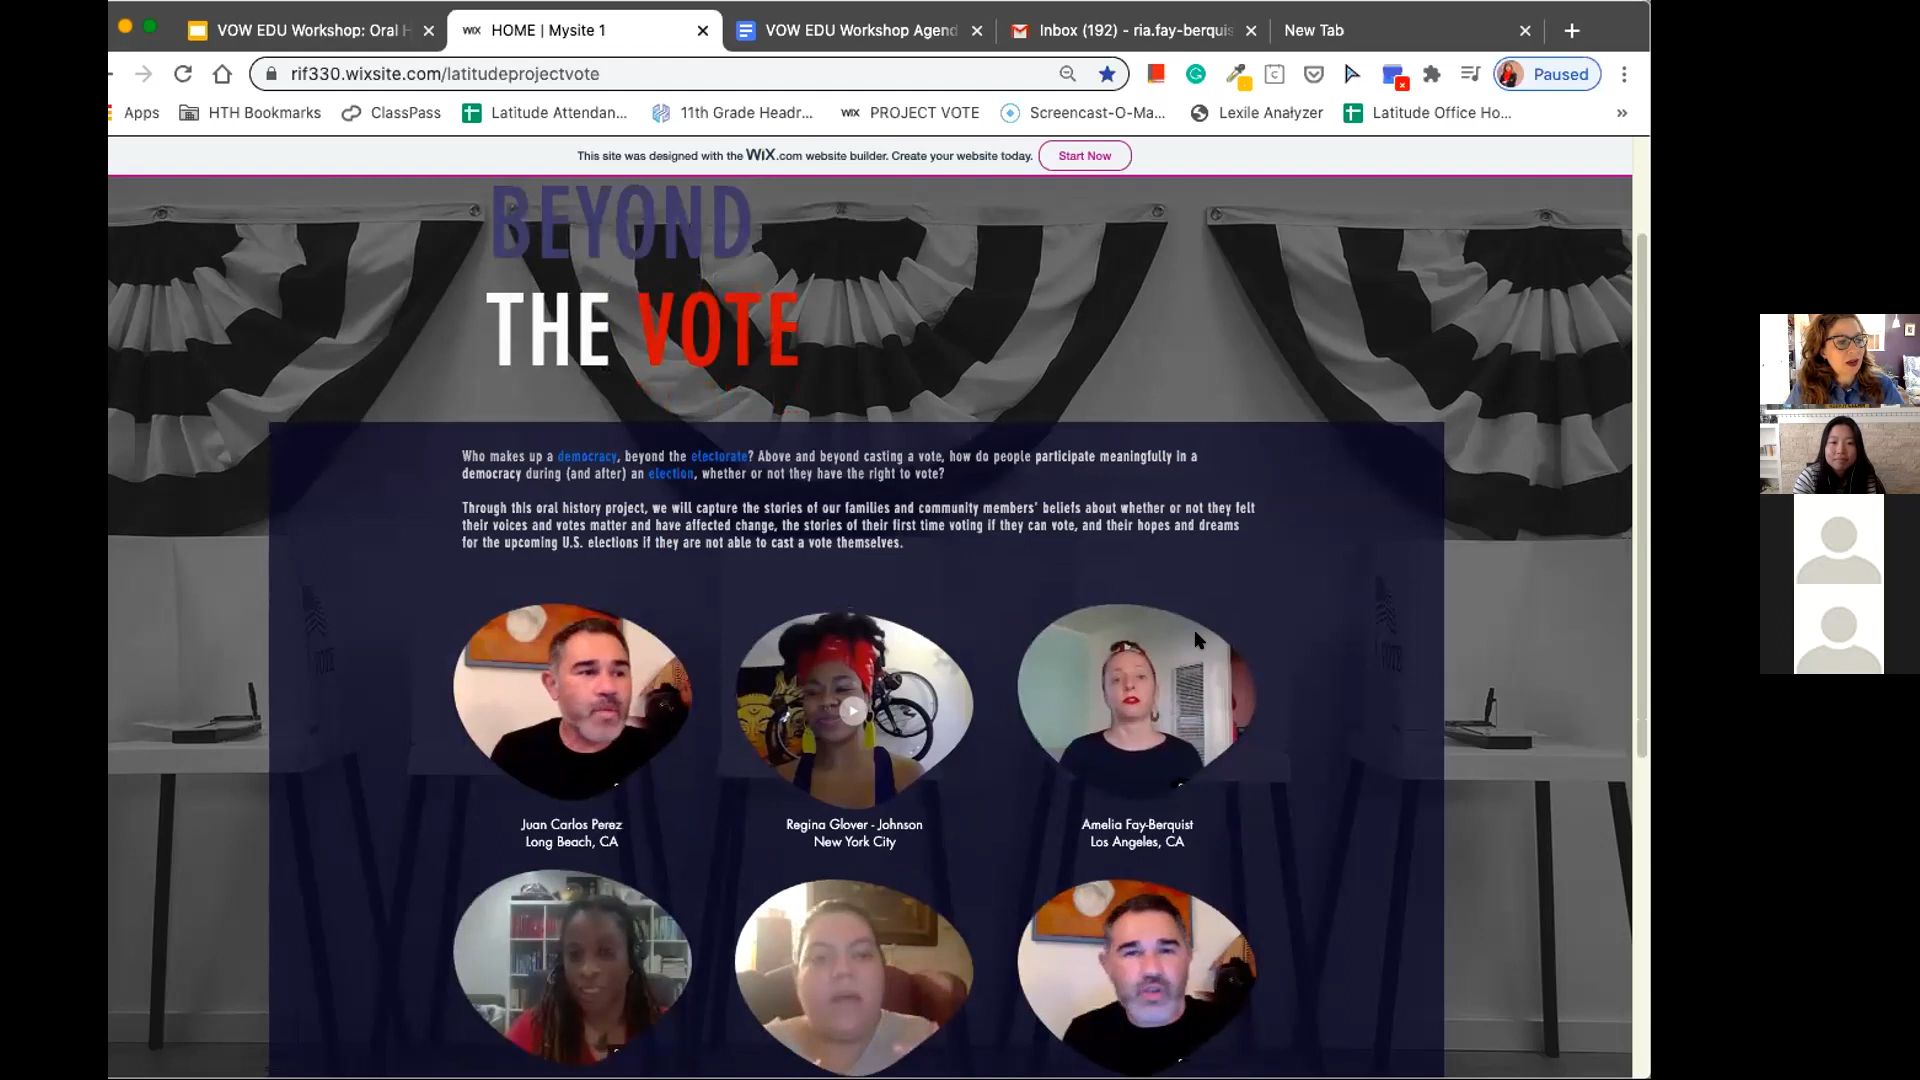 VOW EDU Workshop: Oral H
WiX HOME | Mysite 1
VOW EDU Workshop Agend
Inbox (192) - ria.fay-berquis
New Tab
rif330.wixsite.com/latitudeprojectvote
Paused
Apps
HTH Bookmarks
ClassPass
Latitude Attendan...
11th Grade Headr...
WiX PROJECT VOTE
Screencast-O-Ma...
Lexile Analyzer
Latitude Office Ho...
This site was designed with the WiX.com website builder. Create your website today.
Start Now
BEYOND
THE VOTE
Who makes up a democracy, beyond the electorate? Above and beyond casting a vote, how do people participate meaningfully in a
democracy during (and after) an election, whether or not they have the right to vote?
Through this oral history project, we will capture the stories of our families and community members' beliefs about whether or not they felt
their voices and votes matter and have affected change, the stories of their first time voting if they can vote, and their hopes and dreams
for the upcoming U.S. elections if they are not able to cast a vote themselves.
Juan Carlos Perez
Long Beach, CA
Regina Glover - Johnson
New York City
Amelia Fay-Berquist
Los Angeles, CA
VOTE
VOTE